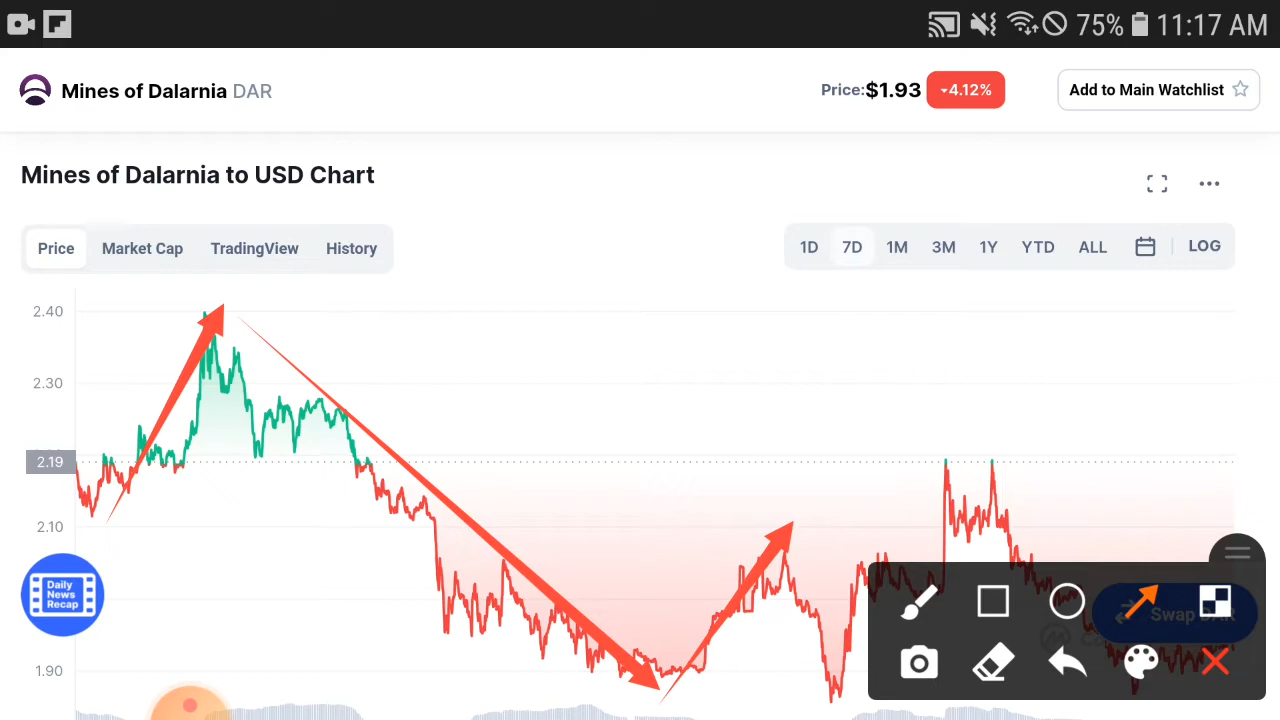 75% 11:17 AM
Mines of Dalarnia DAR
Price: $1.93 4.12%
Add to Main Watchlist
Mines of Dalarnia to USD Chart
Price Market Cap TradingView History
1D 7D 1M 3M 1Y YTD ALL LOG
2.40
2.30
2.19
2.10
1.90
Daily
News
Recap
Swap DAR